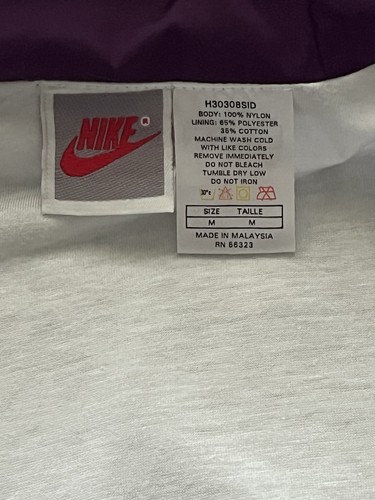 NIKE
R
H30308SID
BODY: 100% NYLON
LINING: 65% POLYESTER
35% COTTON
MACHINE WASH COLD
WITH LIKE COLORS
REMOVE IMMEDIATELY
DO NOT BLEACH
TUMBLE DRY LOW
DO NOT IRON
SIZE TAILLE
M M
MADE IN MALAYSIA
RN 56323